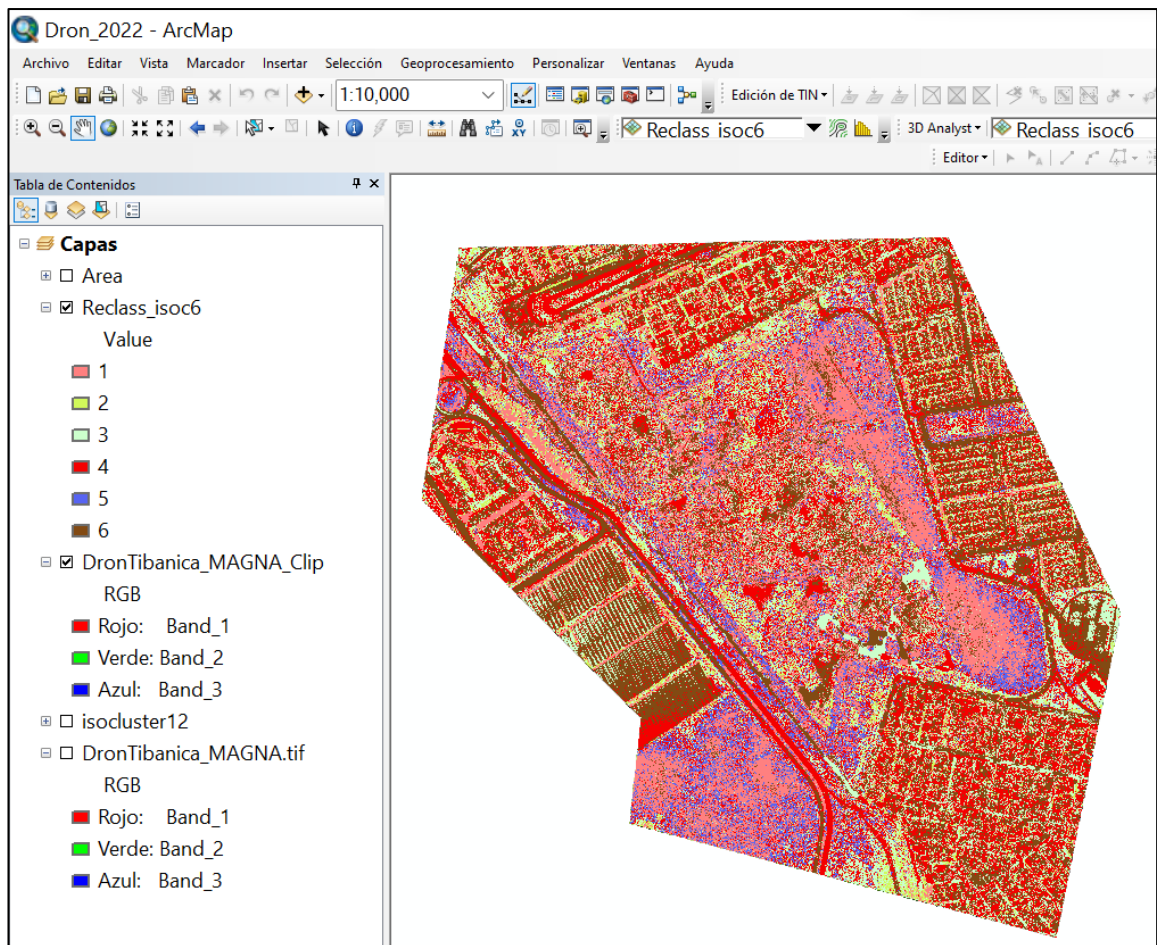 Dron_2022 - ArcMap
Archivo Editar Vista Marcador Insertar Selección Geoprocesamiento Personalizar Ventanas Ayuda
1:10,000 Edición de TIN
Reclass_isoc6 3D Analyst Reclass_isoc6
Editor
Tabla de Contenidos
Capas
Area
Reclass_isoc6
Value
1
2
3
4
5
6
DronTibanica_MAGNA_Clip
RGB
Rojo: Band_1
Verde: Band_2
Azul: Band_3
isocluster12
DronTibanica_MAGNA.tif
RGB
Rojo: Band_1
Verde: Band_2
Azul: Band_3